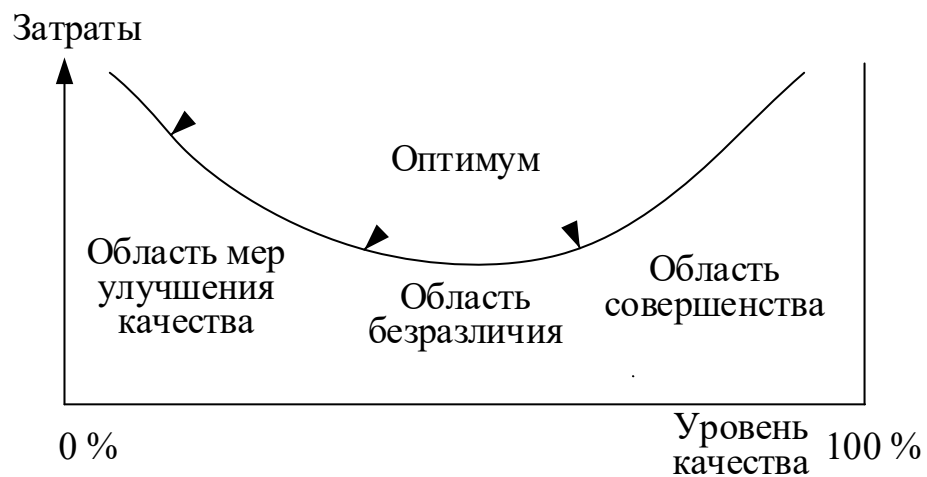 Затраты
Оптимум
Область мер
улучшения
качества
Область
безразличия
Область
совершенства
0 %
Уровень
качества
100 %